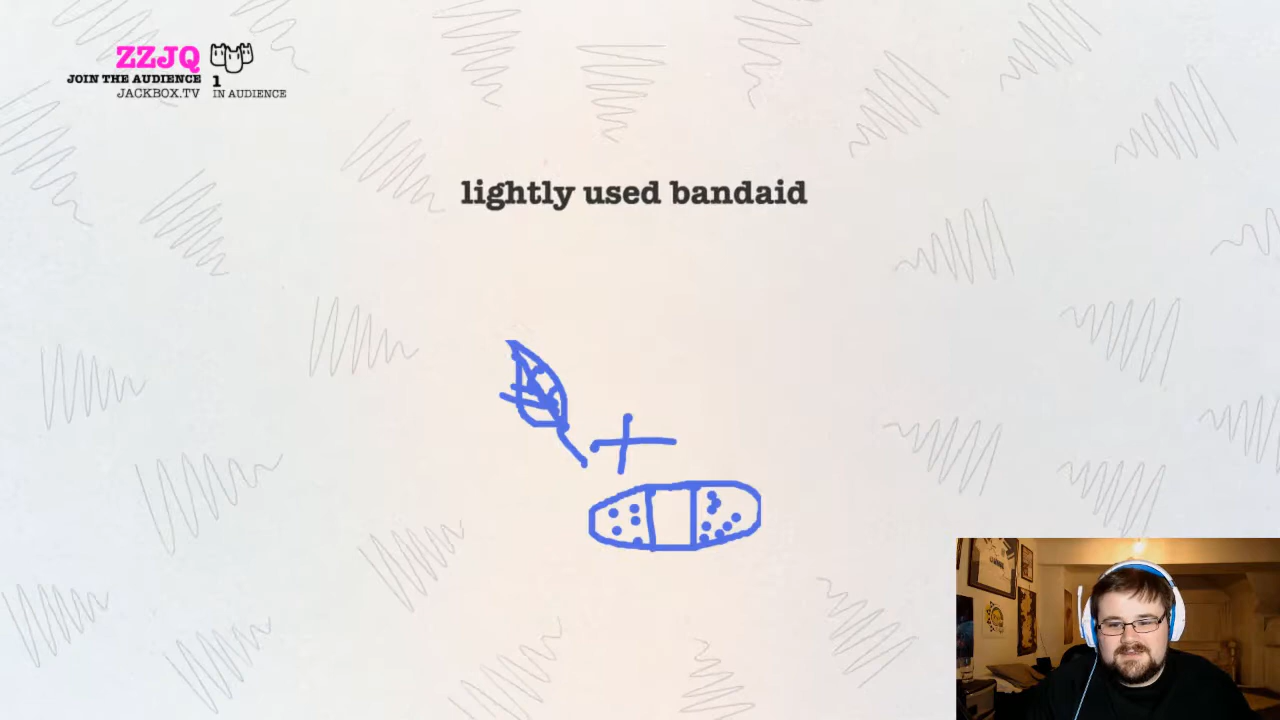 ZZJQ
JOIN THE AUDIENCE
JACKBOX.TV
1
IN AUDIENCE
lightly used bandaid